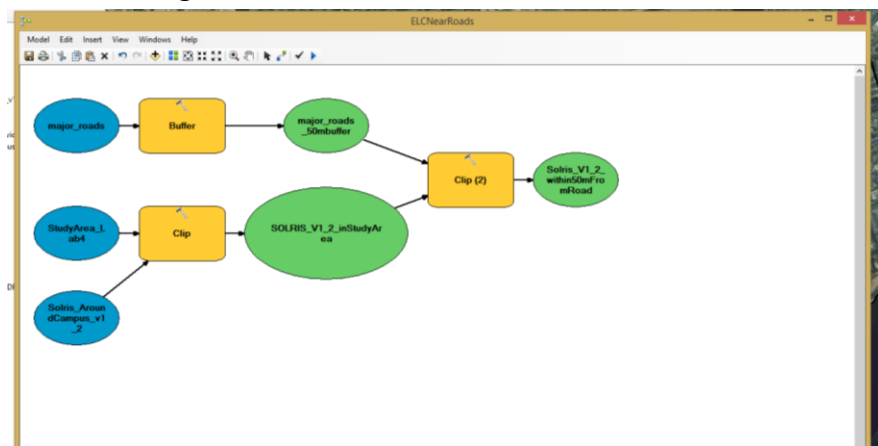 ELCNearRoads
Model Edit Insert View Windows Help
major_roads
Buffer
major_roads
_50mbuffer
Clip (2)
Solris_V1_2_
within50mFro
mRoad
StudyArea_L
ab4
Clip
SOLRIS_V1_2_inStudyAr
ea
Solris_Aroun
dCampus_v1
_2